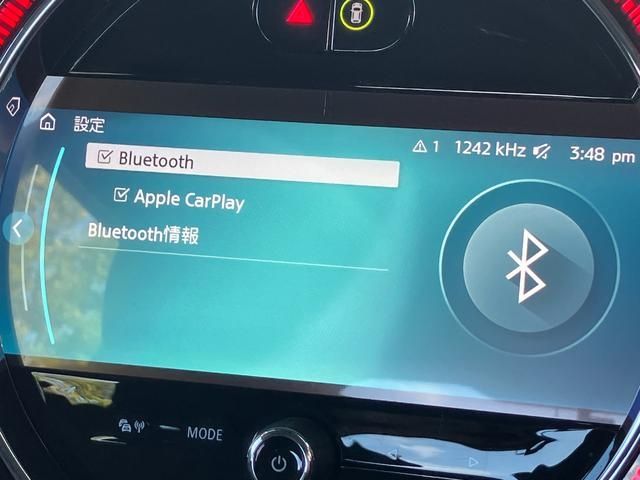 設定
1 1242 kHz 3:48 pm
Bluetooth
Apple CarPlay
Bluetooth情報
MODE